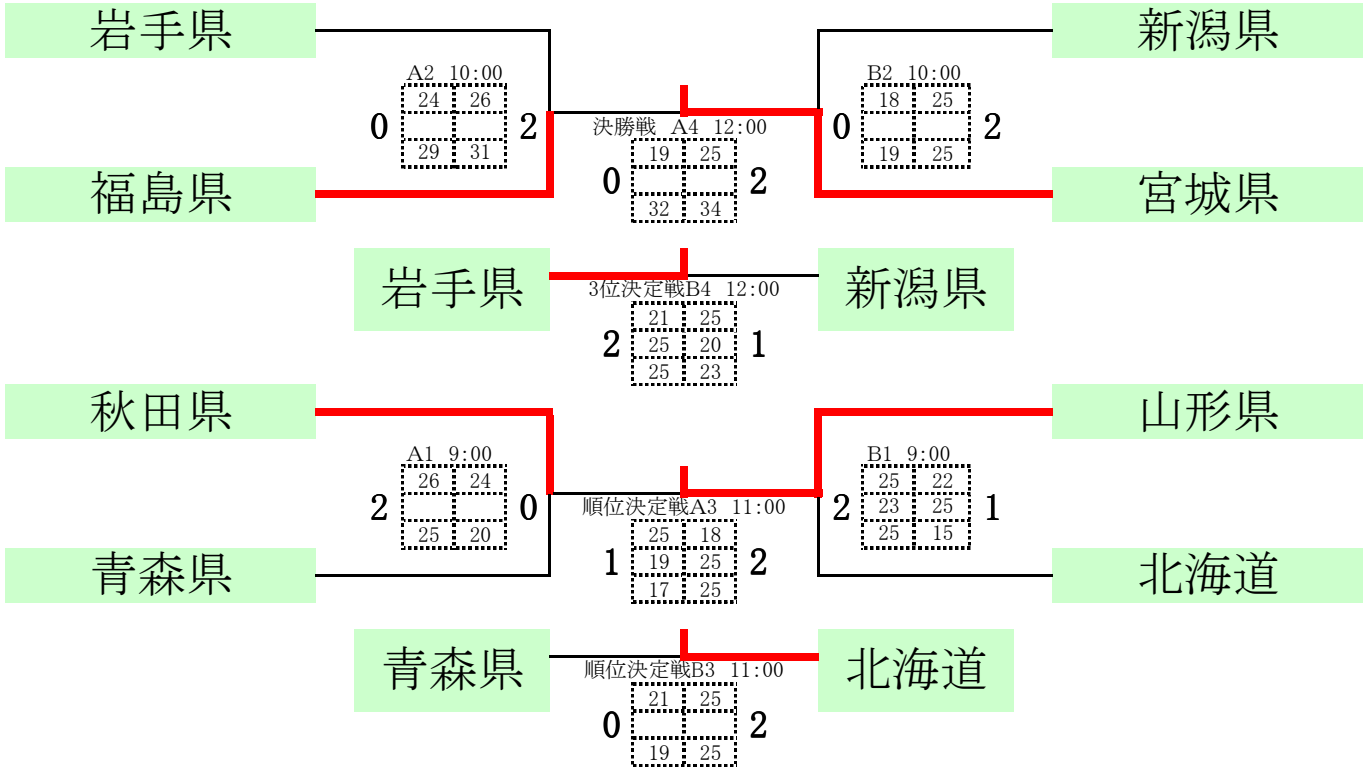 岩手県 新潟県
A2 10:00 B2 10:00
24 26 18 25
0 2 決勝戦 A4 12:00 0 2
29 31 19 25 19 25
福島県 0 2 宮城県
32 34
岩手県 新潟県
3位決定戦B4 12:00
21 25
2 25 20 1
25 23
秋田県 山形県
A1 9:00 B1 9:00
26 24 25 22
2 0 順位決定戦A3 11:00 2 23 25 1
25 20 25 18 25 15
1 19 25 2
青森県 17 25 北海道
青森県 北海道
順位決定戦B3 11:00
21 25
0 2
19 25